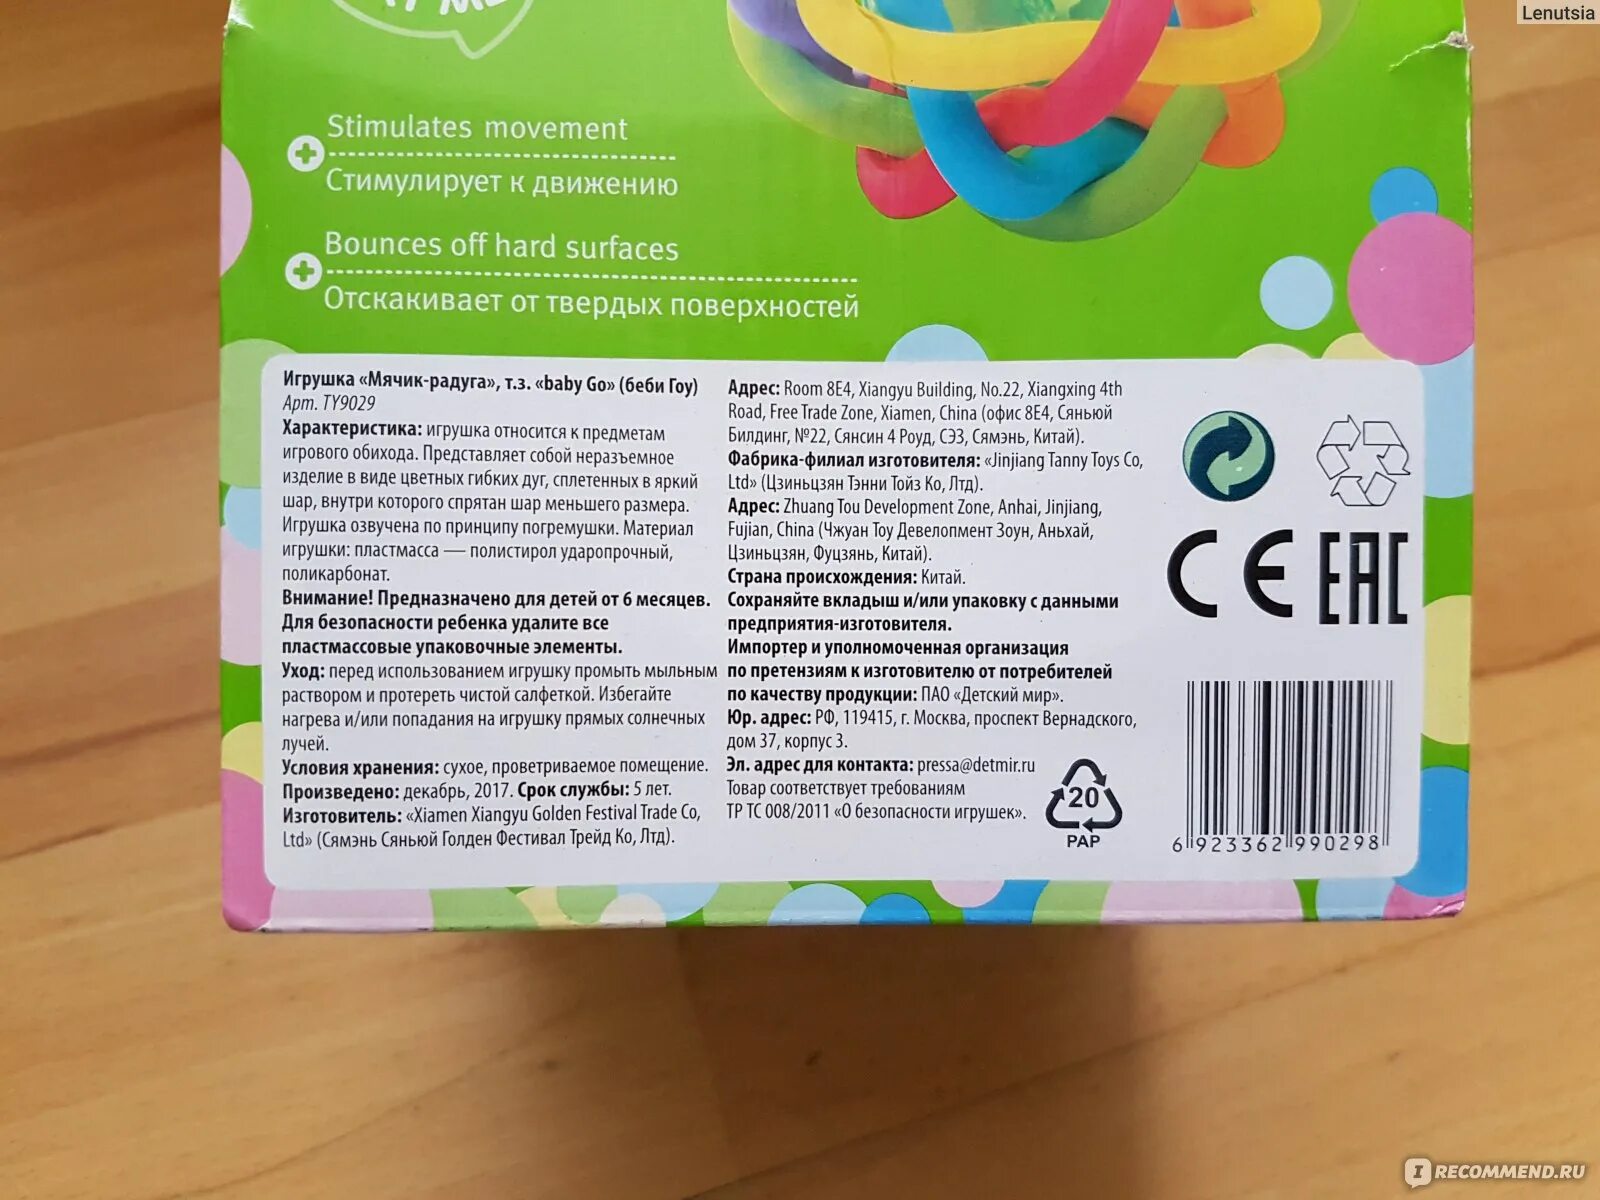 Lenutsia
Stimulates movement
Стимулирует к движению
Bounces off hard surfaces
Отскакивает от твердых поверхностей
Игрушка «Мячик-радуга», т.з. «baby Go» (беби Гоу)
Арт. TY9029
Характеристика: игрушка относится к предметам
игрового обихода. Представляет собой неразъемное
изделие в виде цветных гибких дуг, сплетенных в яркий
шар, внутри которого спрятан шар меньшего размера.
Игрушка озвучена по принципу погремушки. Материал
игрушки: пластмасса — полистирол ударопрочный,
поликарбонат.
Внимание! Предназначено для детей от 6 месяцев.
Для безопасности ребенка удалите все
пластмассовые упаковочные элементы.
Уход: перед использованием игрушку промыть мыльным
раствором и протереть чистой салфеткой. Избегайте
нагрева и/или попадания на игрушку прямых солнечных
лучей.
Условия хранения: сухое, проветриваемое помещение.
Произведено: декабрь, 2017. Срок службы: 5 лет.
Изготовитель: «Xiamen Xiangyu Golden Festival Trade Co,
Ltd» (Сямэнь Сяньюй Голден Фестивал Трейд Ко, Лтд).
Адрес: Room 8E4, Xiangyu Building, No.22, Xiangxing 4th
Road, Free Trade Zone, Xiamen, China (офис 8E4, Сяньюй
Билдинг, №22, Сянсин 4 Роуд, СЭЗ, Сямэнь, Китай).
Фабрика-филиал изготовителя: «Jinjiang Tanny Toys Co,
Ltd» (Цзиньцзян Тэнни Тойз Ко, Лтд).
Адрес: Zhuang Tou Development Zone, Anhai, Jinjiang,
Fujian, China (Чжуан Тоу Девелопмент Зоун, Аньхай,
Цзиньцзян, Фуцзянь, Китай).
Страна происхождения: Китай.
Сохраняйте вкладыш и/или упаковку с данными
предприятия-изготовителя.
Импортер и уполномоченная организация
по претензиям к изготовителю от потребителей
по качеству продукции: ПАО «Детский мир».
Юр. адрес: РФ, 119415, г. Москва, проспект Вернадского,
дом 37, корпус 3.
Эл. адрес для контакта: pressa@detmir.ru
Товар соответствует требованиям
ТР ТС 008/2011 «О безопасности игрушек».
20
PAP
CE EAC
6 923362 990298
IRECOMMEND.RU